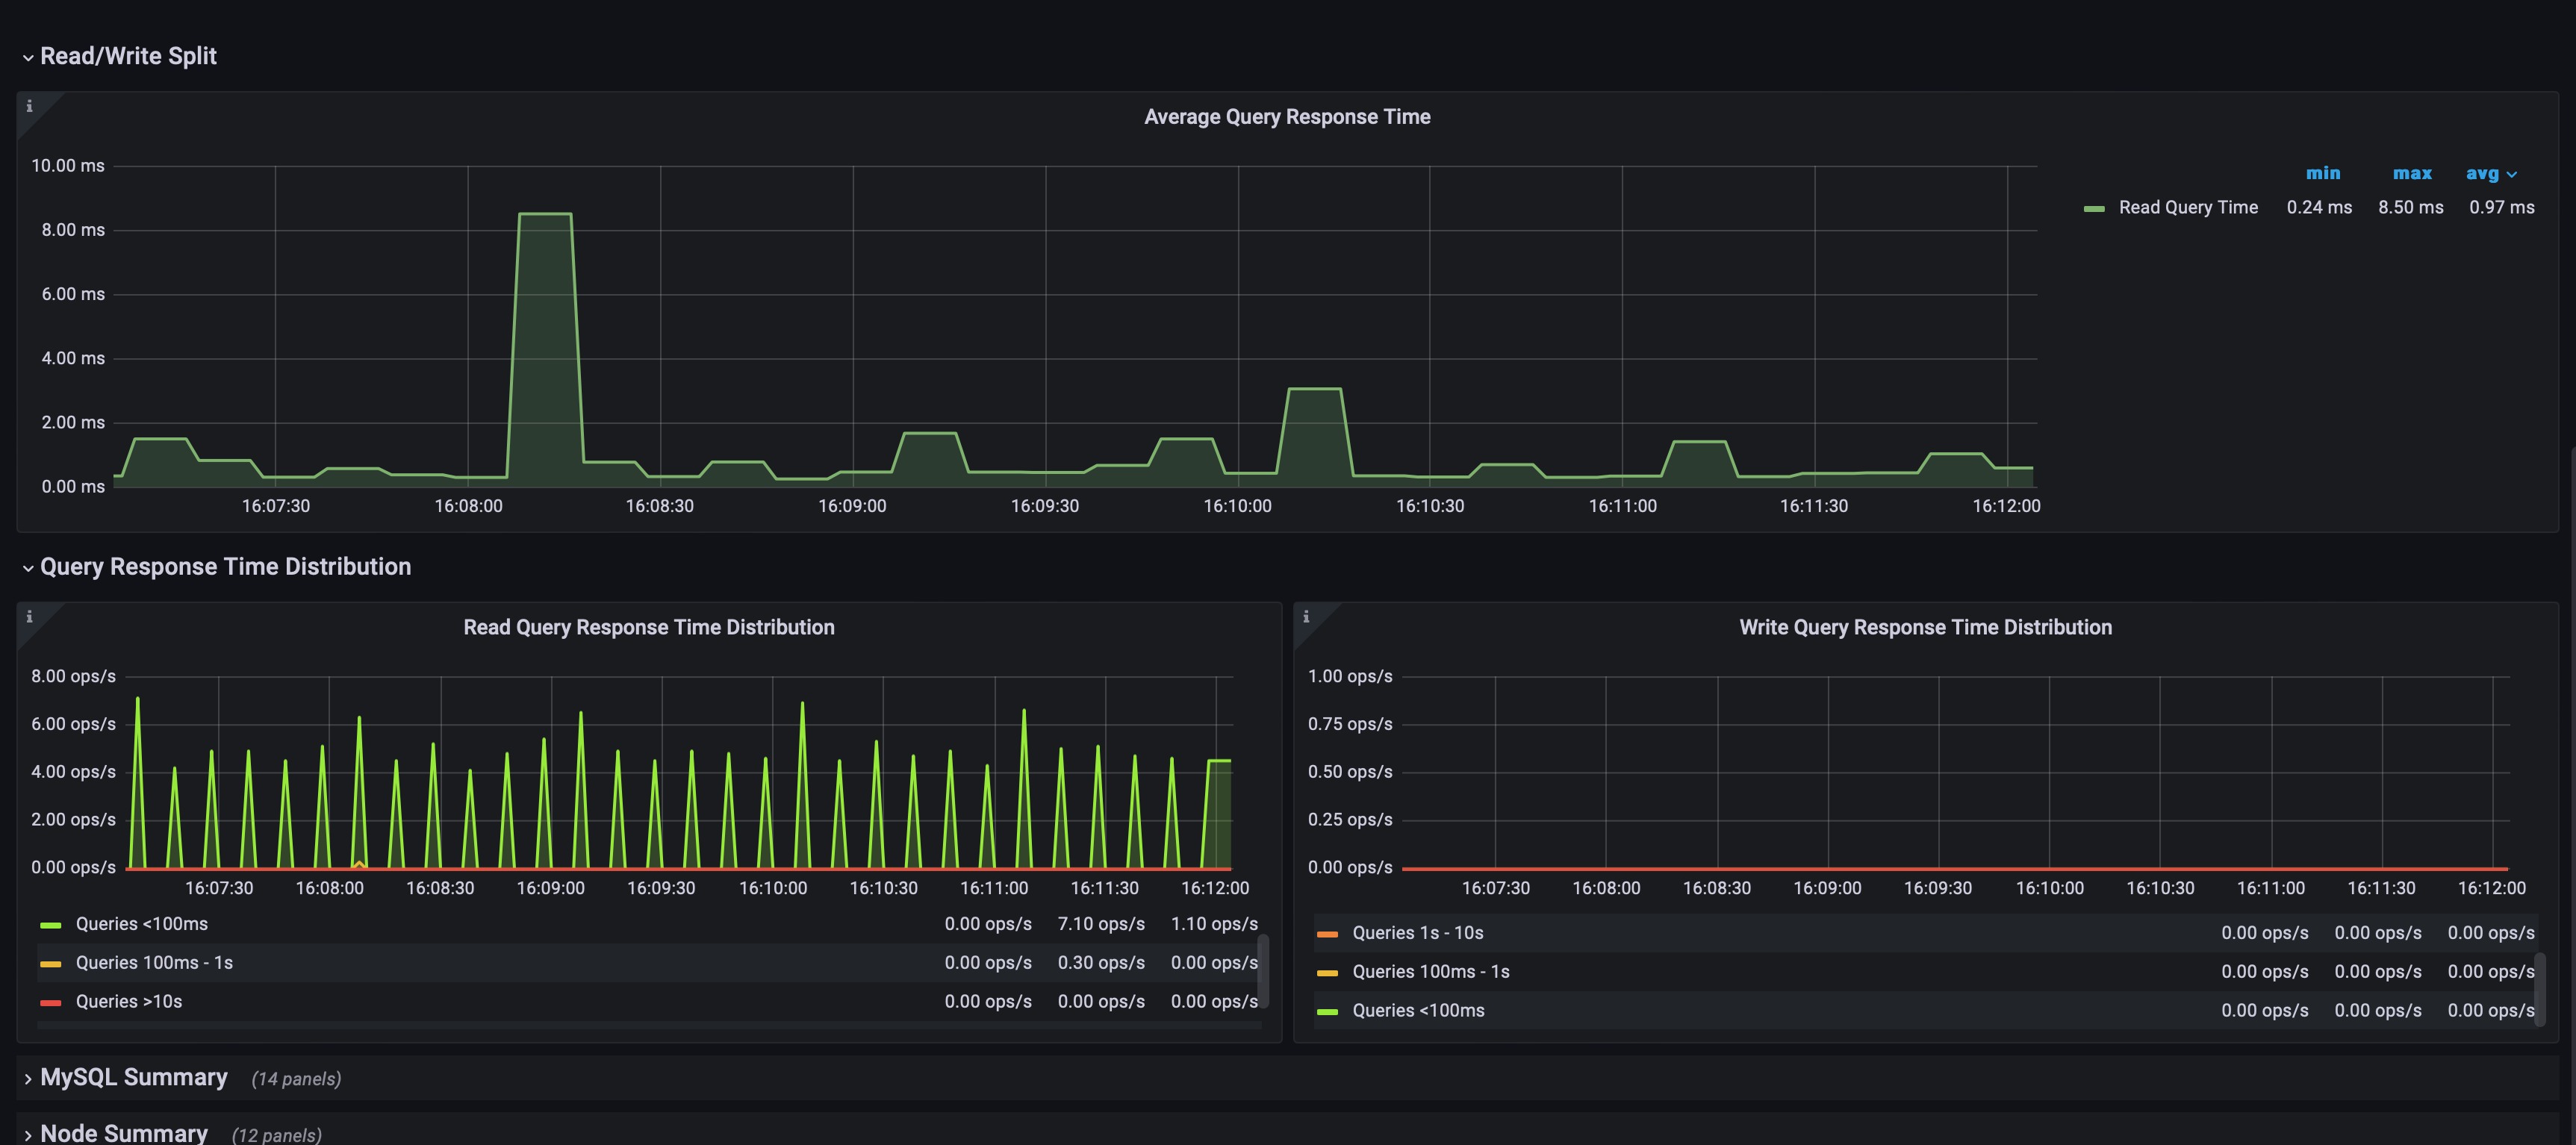 Read/Write Split
i
Average Query Response Time
10.00 ms
8.00 ms
6.00 ms
4.00 ms
2.00 ms
0.00 ms
16:07:30 16:08:00 16:08:30 16:09:00 16:09:30 16:10:00 16:10:30 16:11:00 16:11:30 16:12:00
min max avg
Read Query Time 0.24 ms 8.50 ms 0.97 ms
Query Response Time Distribution
i
Read Query Response Time Distribution
8.00 ops/s
6.00 ops/s
4.00 ops/s
2.00 ops/s
0.00 ops/s
16:07:30 16:08:00 16:08:30 16:09:00 16:09:30 16:10:00 16:10:30 16:11:00 16:11:30 16:12:00
Queries <100ms 0.00 ops/s 7.10 ops/s 1.10 ops/s
Queries 100ms - 1s 0.00 ops/s 0.30 ops/s 0.00 ops/s
Queries >10s 0.00 ops/s 0.00 ops/s 0.00 ops/s
i
Write Query Response Time Distribution
1.00 ops/s
0.75 ops/s
0.50 ops/s
0.25 ops/s
0.00 ops/s
16:07:30 16:08:00 16:08:30 16:09:00 16:09:30 16:10:00 16:10:30 16:11:00 16:11:30 16:12:00
Queries 1s - 10s 0.00 ops/s 0.00 ops/s 0.00 ops/s
Queries 100ms - 1s 0.00 ops/s 0.00 ops/s 0.00 ops/s
Queries <100ms 0.00 ops/s 0.00 ops/s 0.00 ops/s
MySQL Summary (14 panels)
Node Summary (12 panels)